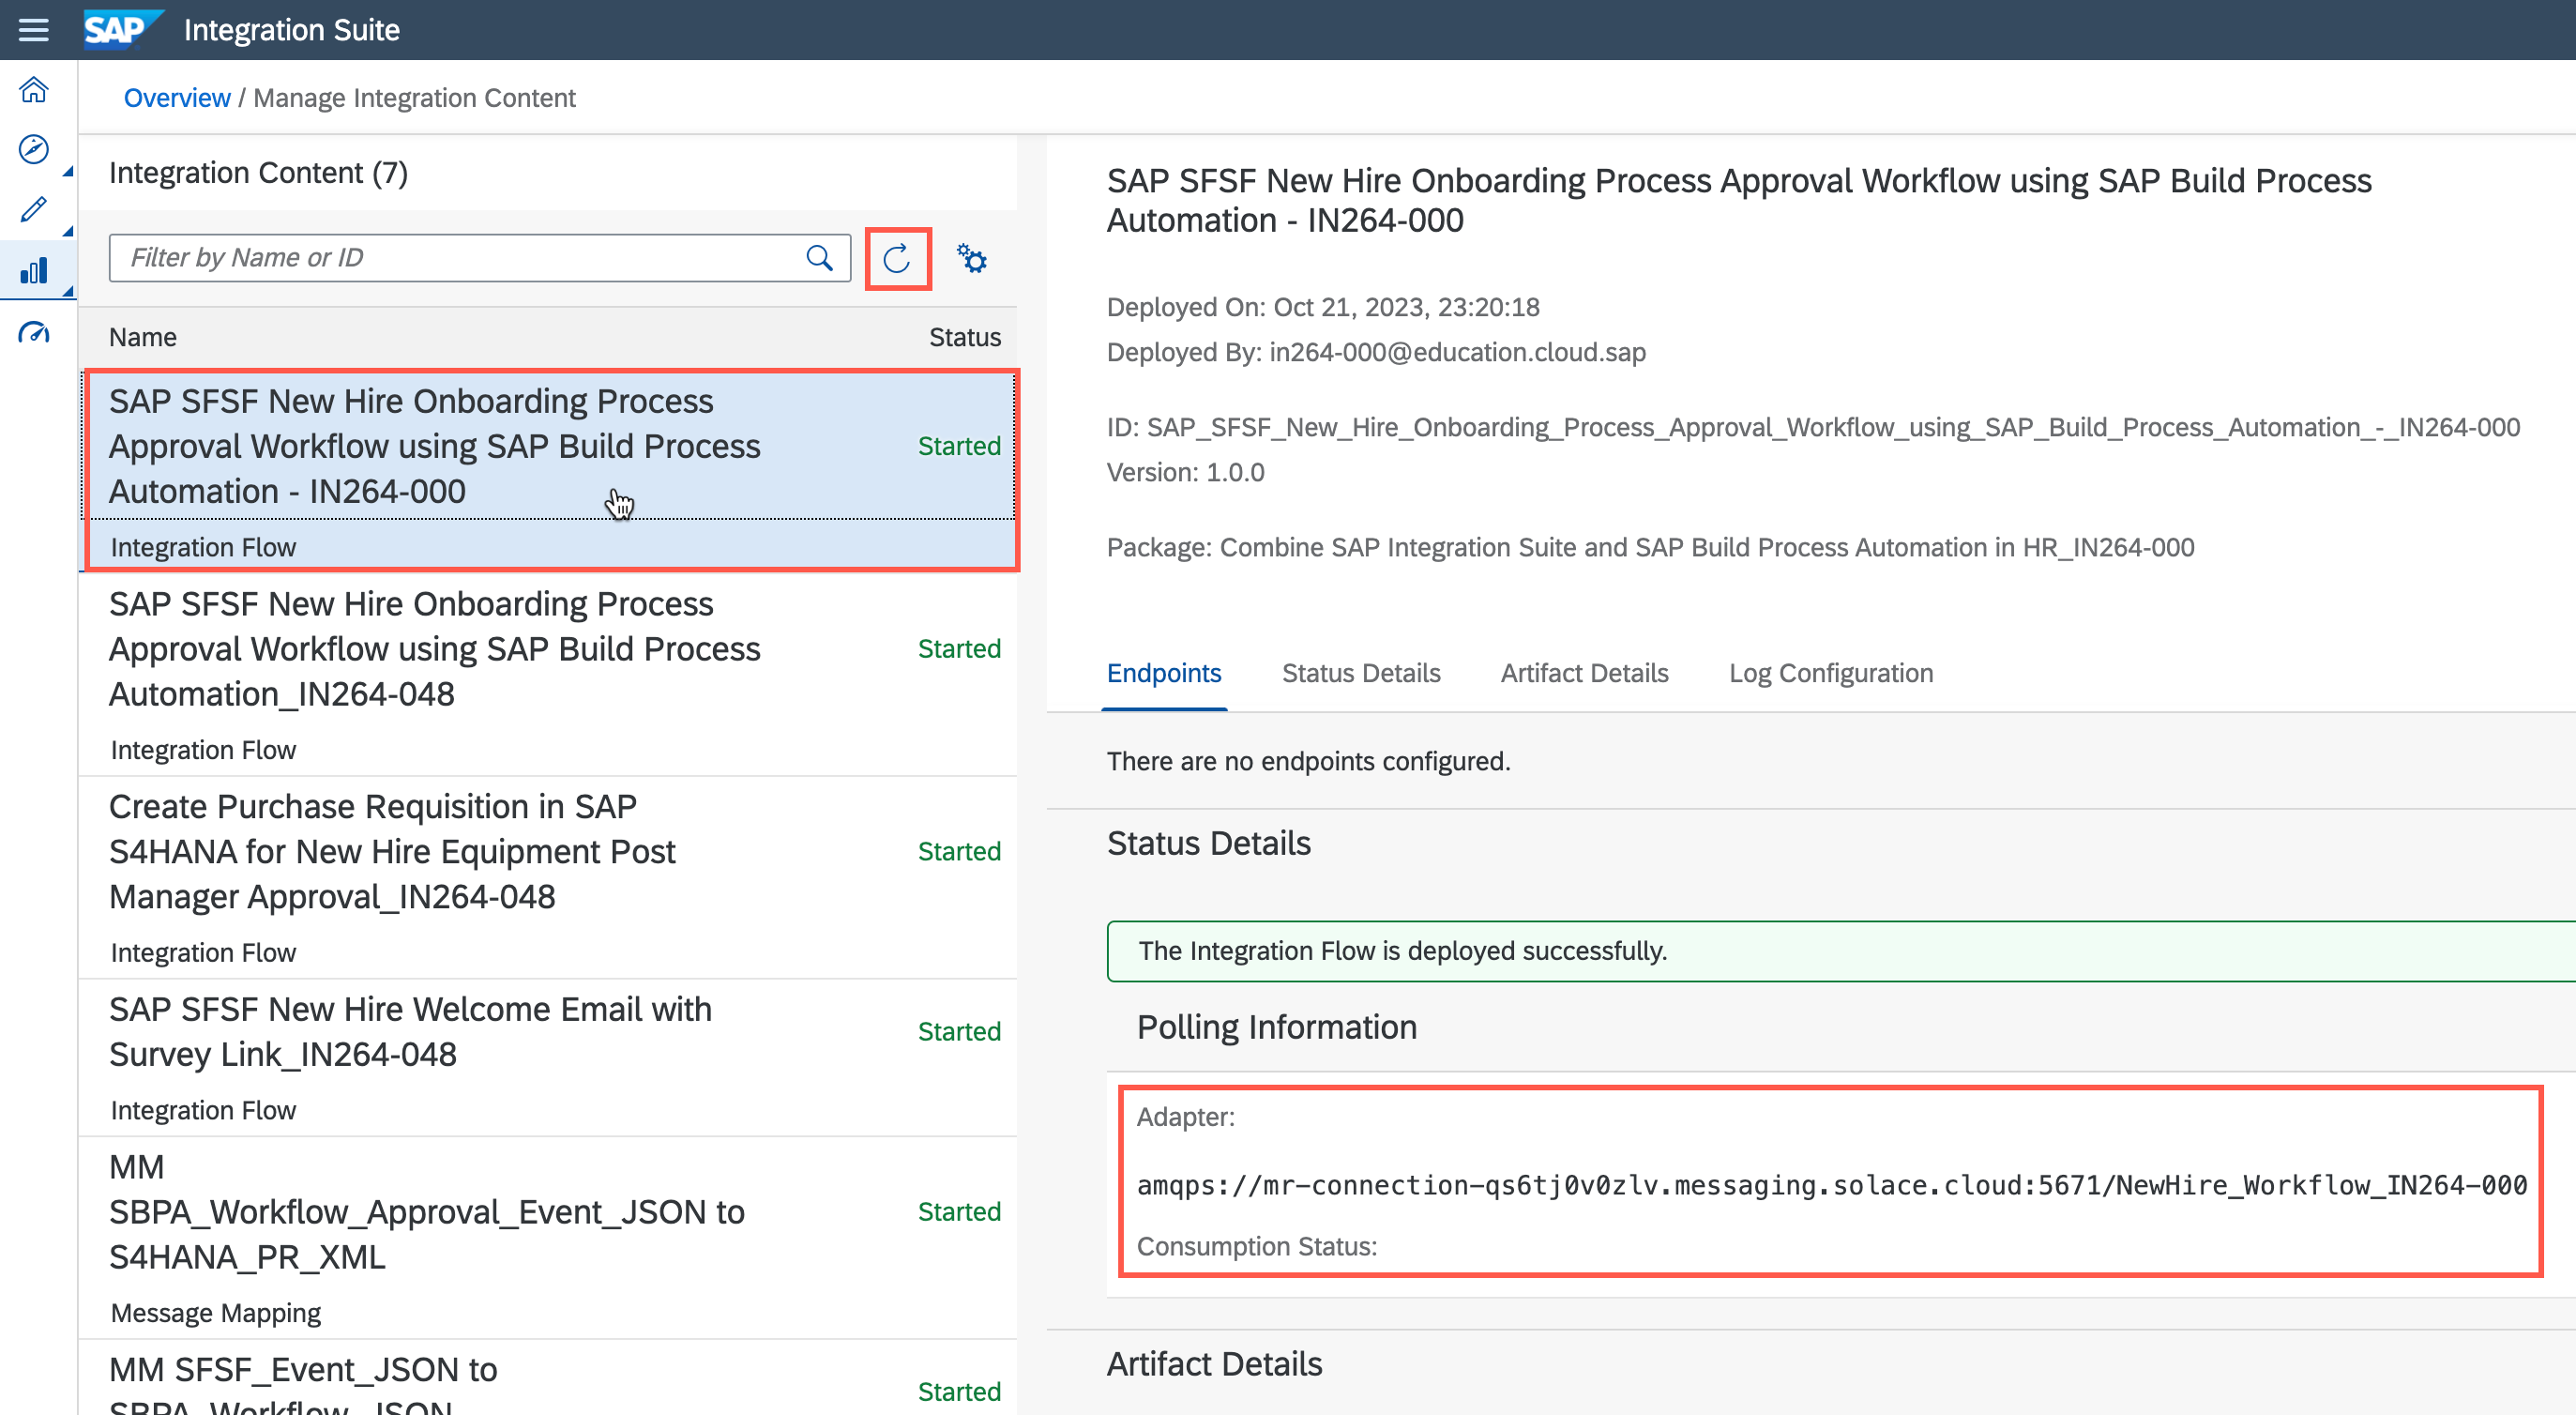 SAP Integration Suite
Overview / Manage Integration Content
Integration Content (7)
Filter by Name or ID
Name Status
SAP SFSF New Hire Onboarding Process
Approval Workflow using SAP Build Process
Automation - IN264-000
Started
Integration Flow
SAP SFSF New Hire Onboarding Process
Approval Workflow using SAP Build Process
Automation_IN264-048
Started
Integration Flow
Create Purchase Requisition in SAP
S4HANA for New Hire Equipment Post
Manager Approval_IN264-048
Started
Integration Flow
SAP SFSF New Hire Welcome Email with
Survey Link_IN264-048
Started
Integration Flow
MM
SBPA_Workflow_Approval_Event_JSON to
S4HANA_PR_XML
Started
Message Mapping
MM SFSF_Event_JSON to
SBPA_Workflow_JSON
Started
SAP SFSF New Hire Onboarding Process Approval Workflow using SAP Build Process
Automation - IN264-000
Deployed On: Oct 21, 2023, 23:20:18
Deployed By: in264-000@education.cloud.sap
ID: SAP_SFSF_New_Hire_Onboarding_Process_Approval_Workflow_using_SAP_Build_Process_Automation_-_IN264-000
Version: 1.0.0
Package: Combine SAP Integration Suite and SAP Build Process Automation in HR_IN264-000
Endpoints Status Details Artifact Details Log Configuration
There are no endpoints configured.
Status Details
The Integration Flow is deployed successfully.
Polling Information
Adapter:
amqps://mr-connection-qs6tj0v0zlv.messaging.solace.cloud:5671/NewHire_Workflow_IN264-000
Consumption Status:
Artifact Details